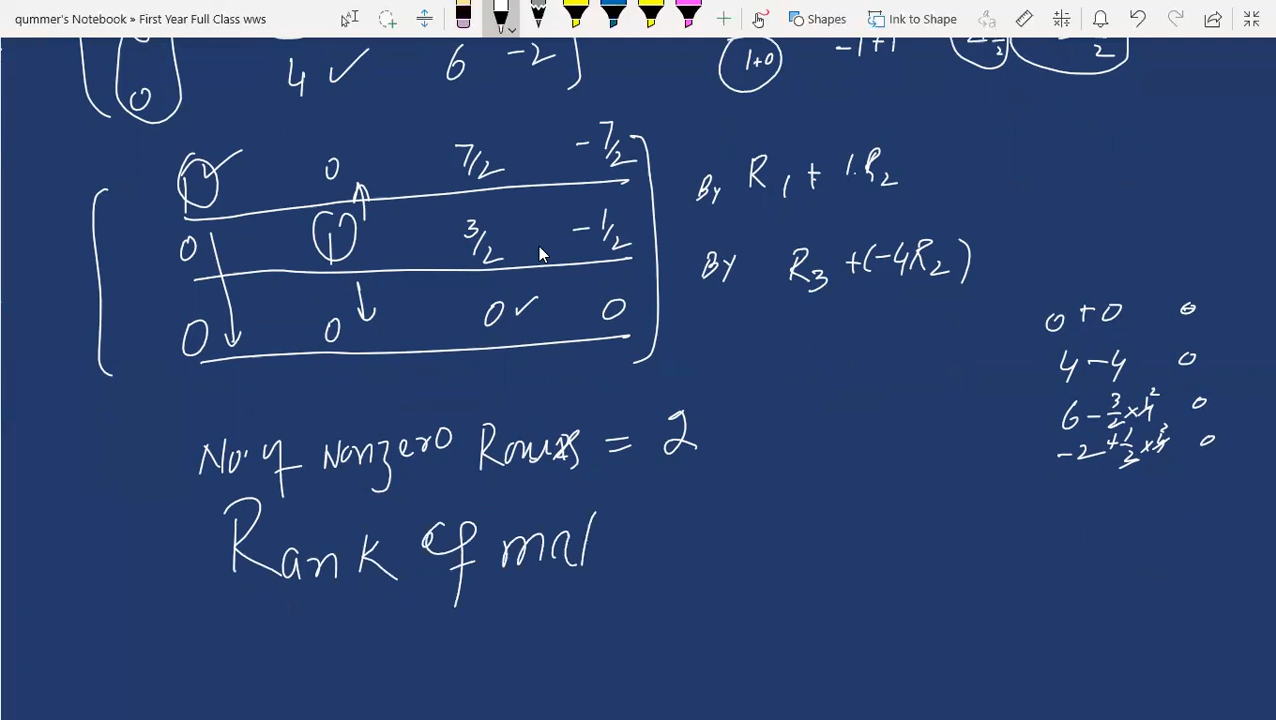 qummer's Notebook » First Year Full Class wws
Shapes
Ink to Shape
0
4 ✓ 6 -2
1+0
-1+1
1 0 7/2 -7/2
By R1 + 1.R2
0 1 3/2 -1/2
By R3 +(-4R2)
0 0 0 ✓ 0
0+0 0
4-4 0
6-3/2×4 2 0
-2+1/2×4 2 0
No. of Nonzero Rows = 2
Rank of mat